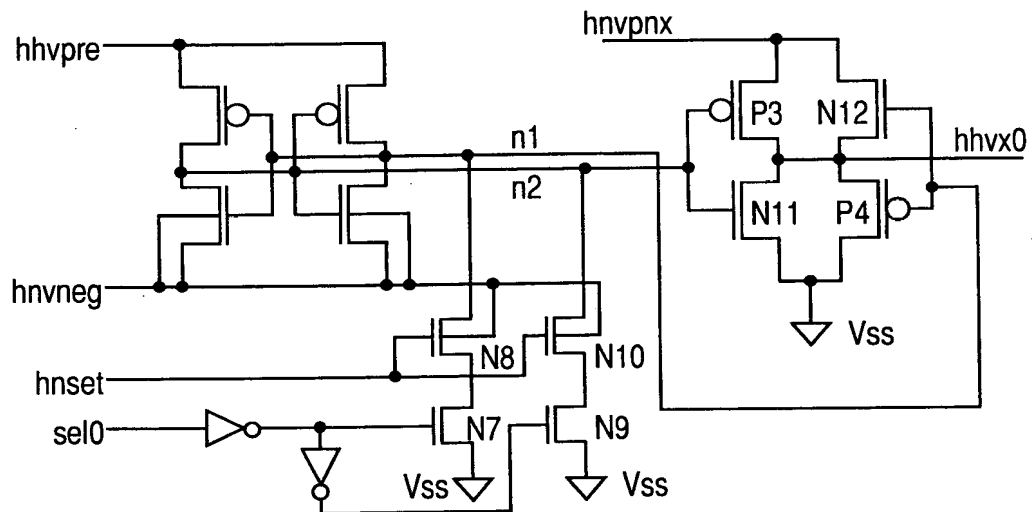 hhvpre
hnvpnx
P3
N12
n1
hhvx0
n2
N11
P4
hnvneg
Vss
N8
N10
hnset
sel0
N7
N9
Vss
Vss